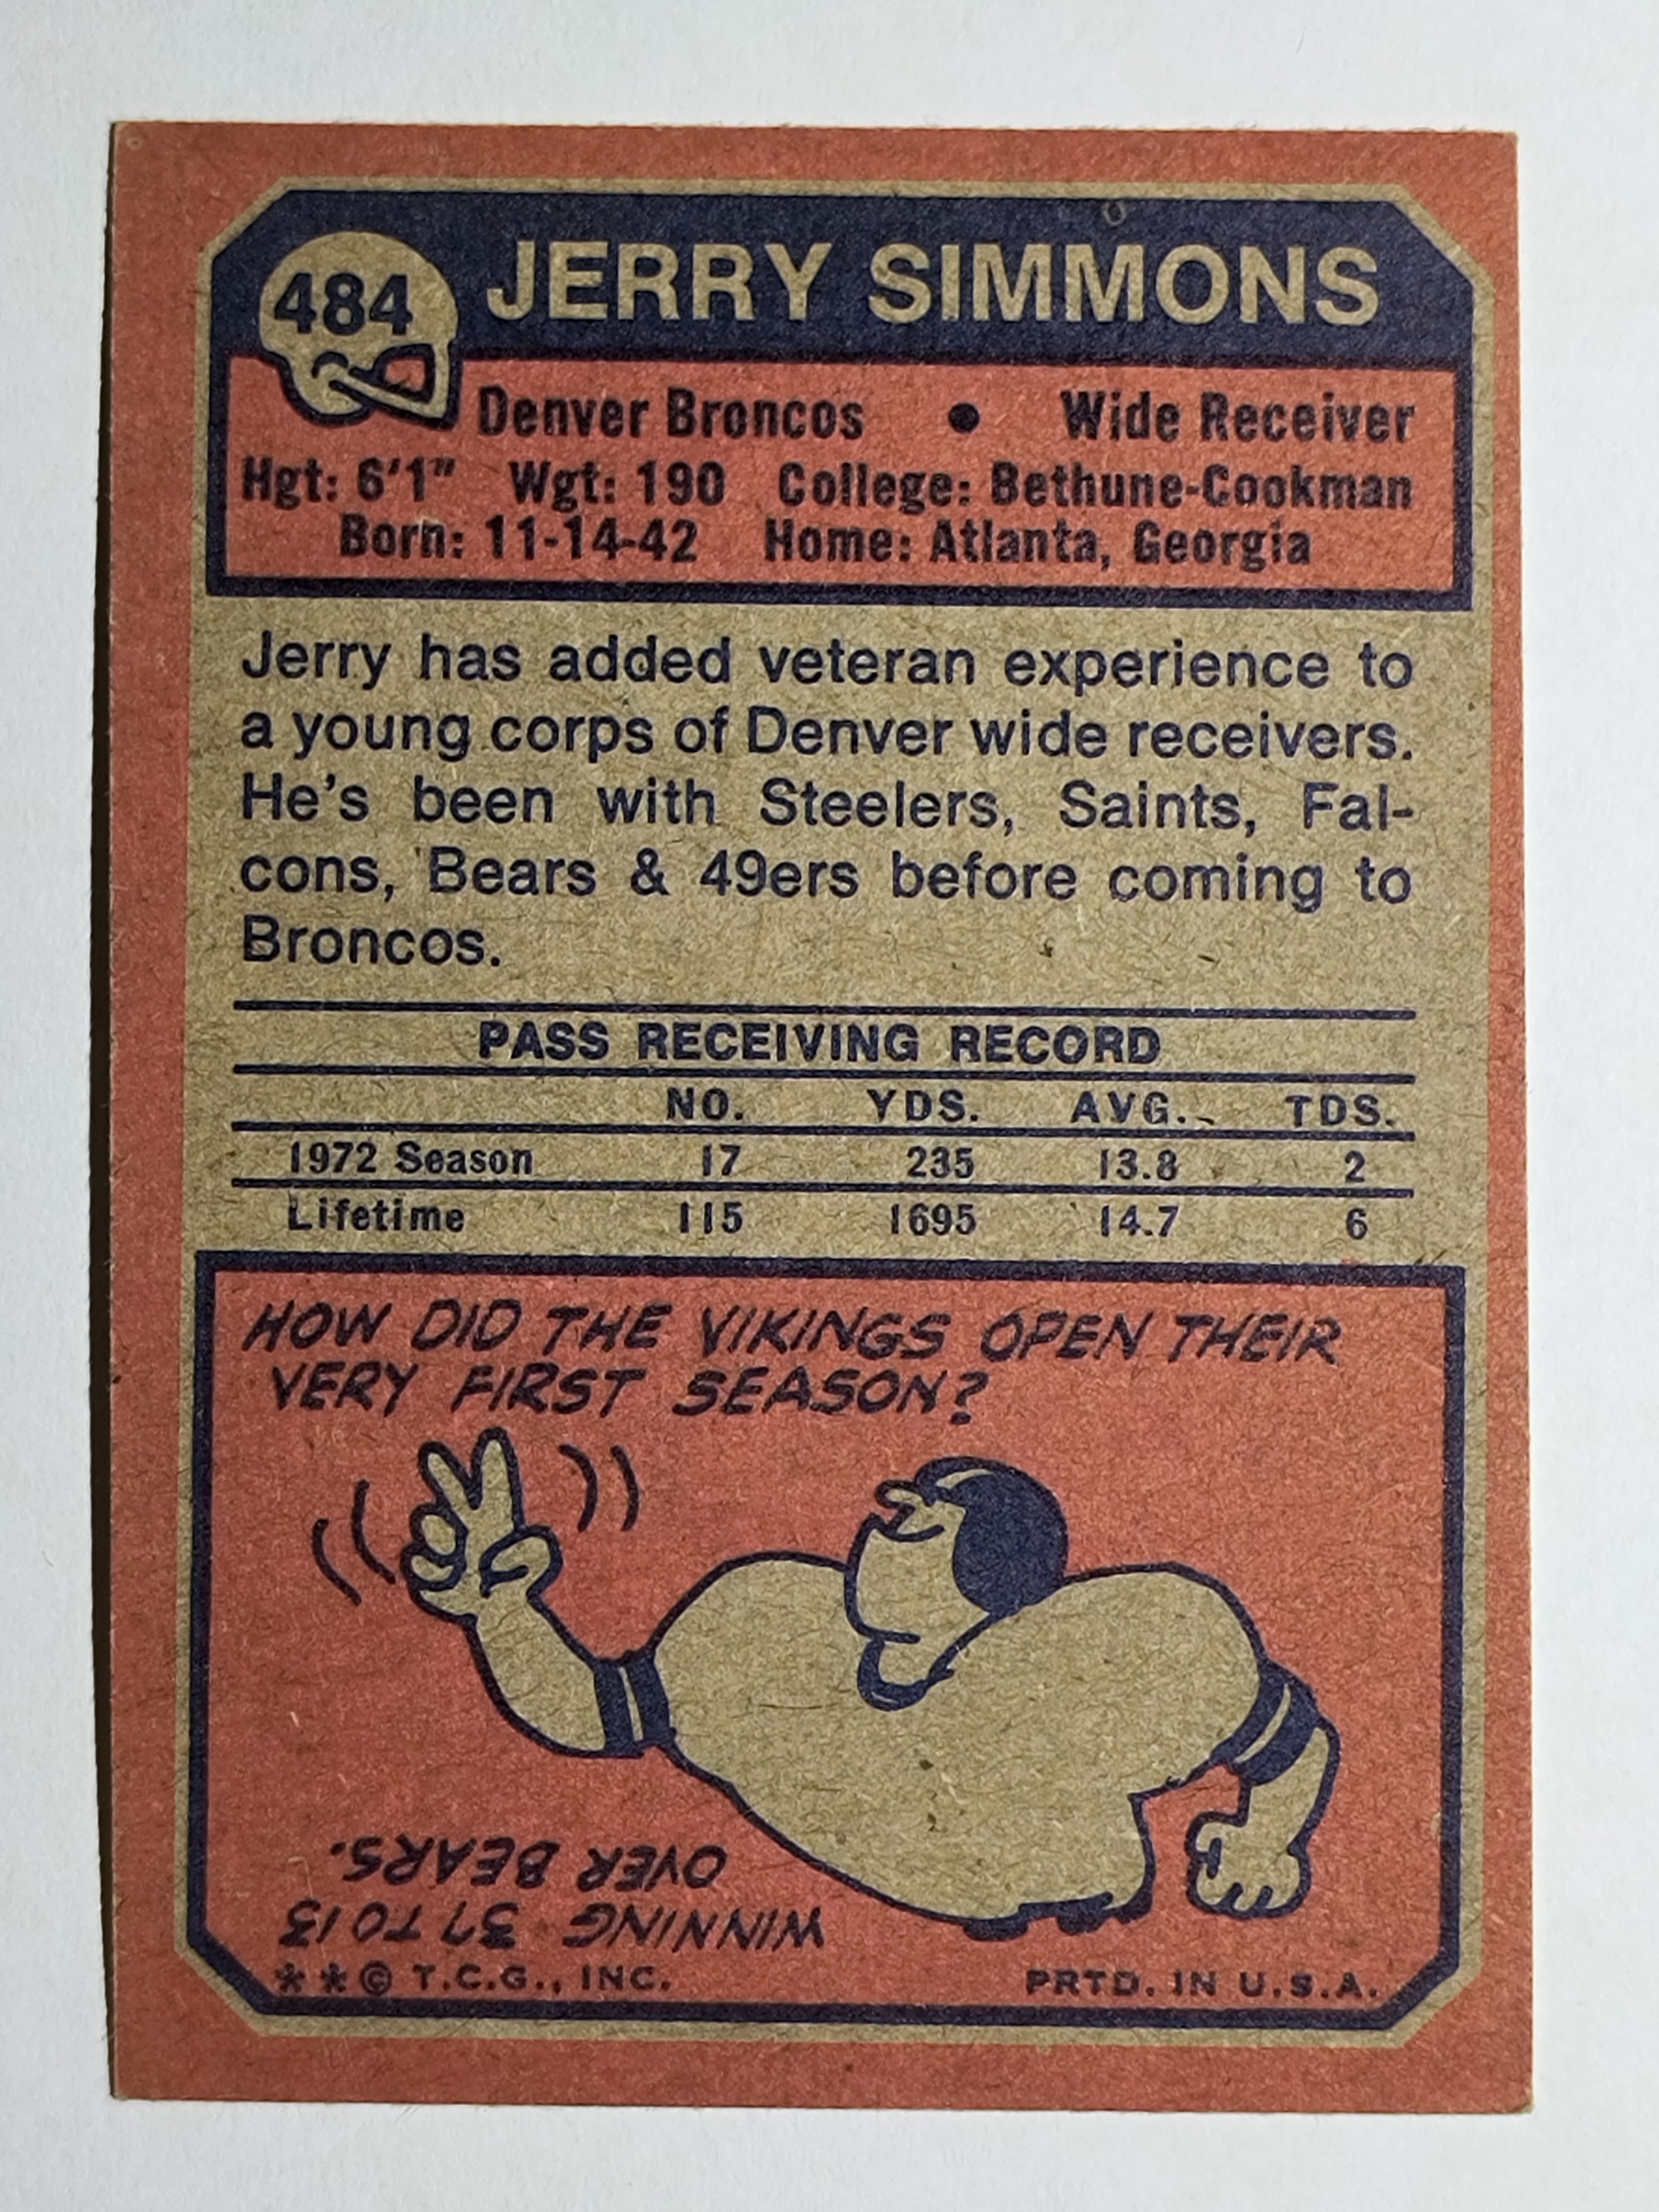 484 JERRY SIMMONS
Denver Broncos • Wide Receiver
Hgt: 6'1" Wgt: 190 College: Bethune-Cookman
Born: 11-14-42 Home: Atlanta, Georgia
Jerry has added veteran experience to
a young corps of Denver wide receivers.
He's been with Steelers, Saints, Fal-
cons, Bears & 49ers before coming to
Broncos.
PASS RECEIVING RECORD
NO. YDS. AVG. TDS.
1972 Season 17 235 13.8 2
Lifetime 115 1695 14.7 6
HOW DID THE VIKINGS OPEN THEIR
VERY FIRST SEASON?
WINNING 37 TO 13
OVER BEARS.
**© T.C.G., INC. PRTD. IN U.S.A.